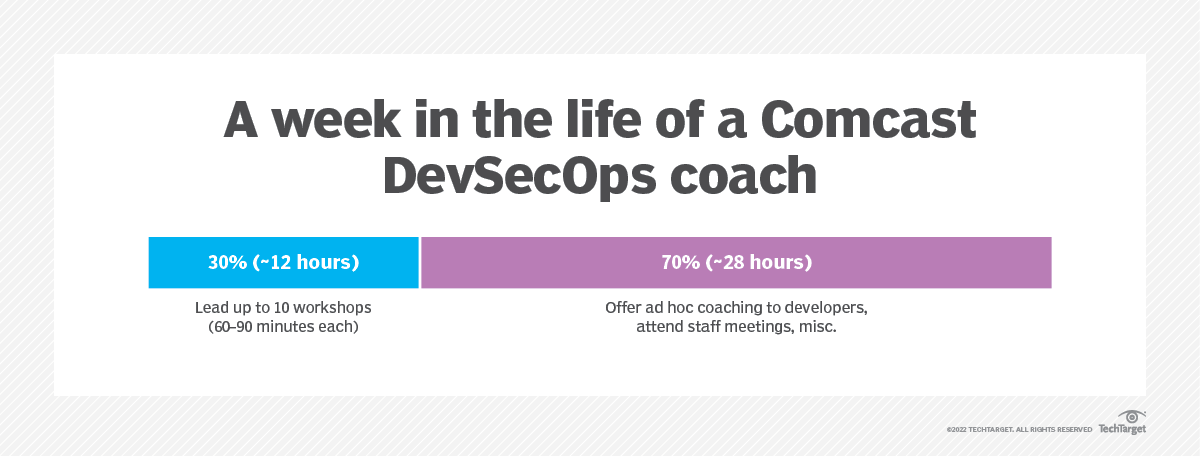 A week in the life of a Comcast
DevSecOps coach
30% (~12 hours)
70% (~28 hours)
Lead up to 10 workshops
(60–90 minutes each)
Offer ad hoc coaching to developers,
attend staff meetings, misc.
©2022 TECHTARGET. ALL RIGHTS RESERVED
TechTarget